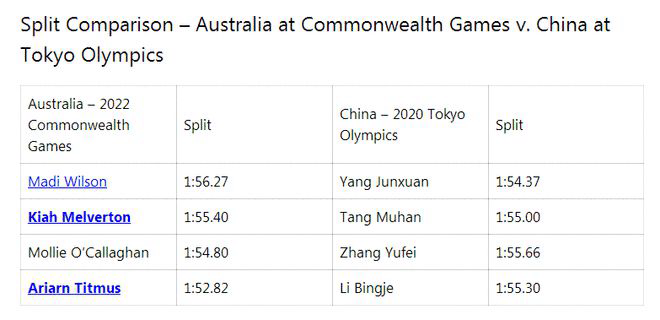 Split Comparison – Australia at Commonwealth Games v. China at
Tokyo Olympics
Australia – 2022
Commonwealth
Games
Split
China – 2020 Tokyo
Olympics
Split
Madi Wilson
1:56.27
Yang Junxuan
1:54.37
Kiah Melverton
1:55.40
Tang Muhan
1:55.00
Mollie O'Callaghan
1:54.80
Zhang Yufei
1:55.66
Ariarn Titmus
1:52.82
Li Bingje
1:55.30